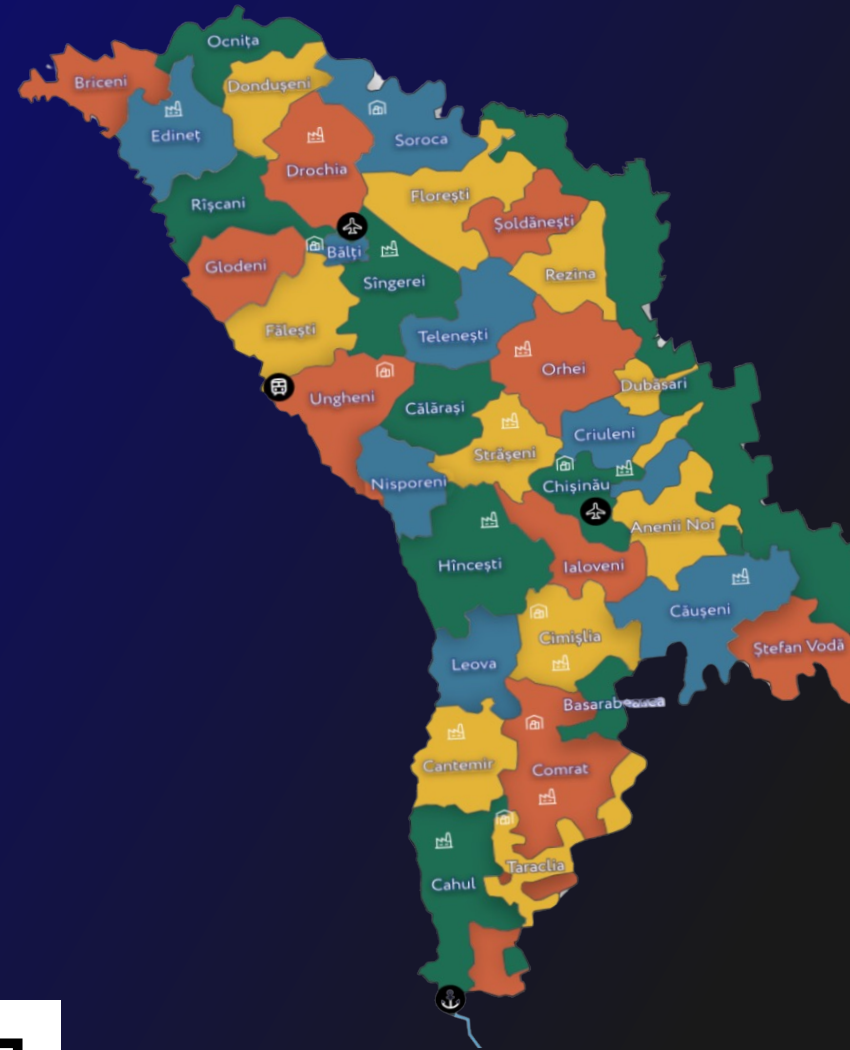 Ocnița
Briceni
Dondușeni
Edineț
Soroca
Drochia
Florești
Rîșcani
Șoldănești
Bălți
Glodeni
Rezina
Sîngerei
Fălești
Telenești
Orhei
Dubăsari
Ungheni
Călărași
Criuleni
Strășeni
Nisporeni
Chișinău
Anenii Noi
Hîncești
Ialoveni
Căușeni
Cimișlia
Ștefan Vodă
Leova
Cantemir
Comrat
Taraclia
Cahul